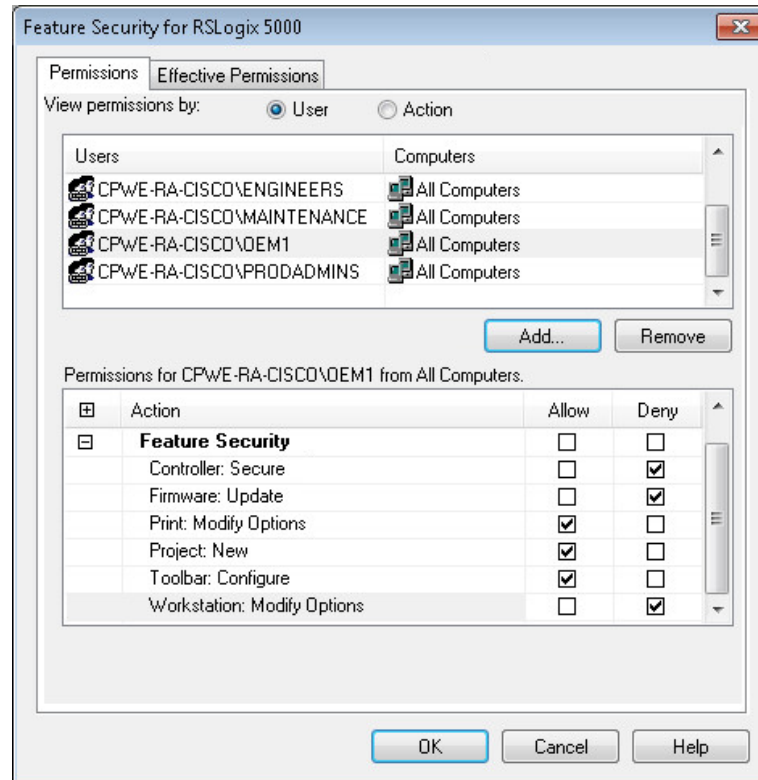 Feature Security for RSLogix 5000
Permissions Effective Permissions
View permissions by: User Action
Users Computers
CPWE-RA-CISCO\ENGINEERS All Computers
CPWE-RA-CISCO\MAINTENANCE All Computers
CPWE-RA-CISCO\OEM1 All Computers
CPWE-RA-CISCO\PRODADMINS All Computers
Add... Remove
Permissions for CPWE-RA-CISCO\OEM1 from All Computers.
Action Allow Deny
Feature Security
Controller: Secure
Firmware: Update
Print: Modify Options
Project: New
Toolbar: Configure
Workstation: Modify Options
OK Cancel Help